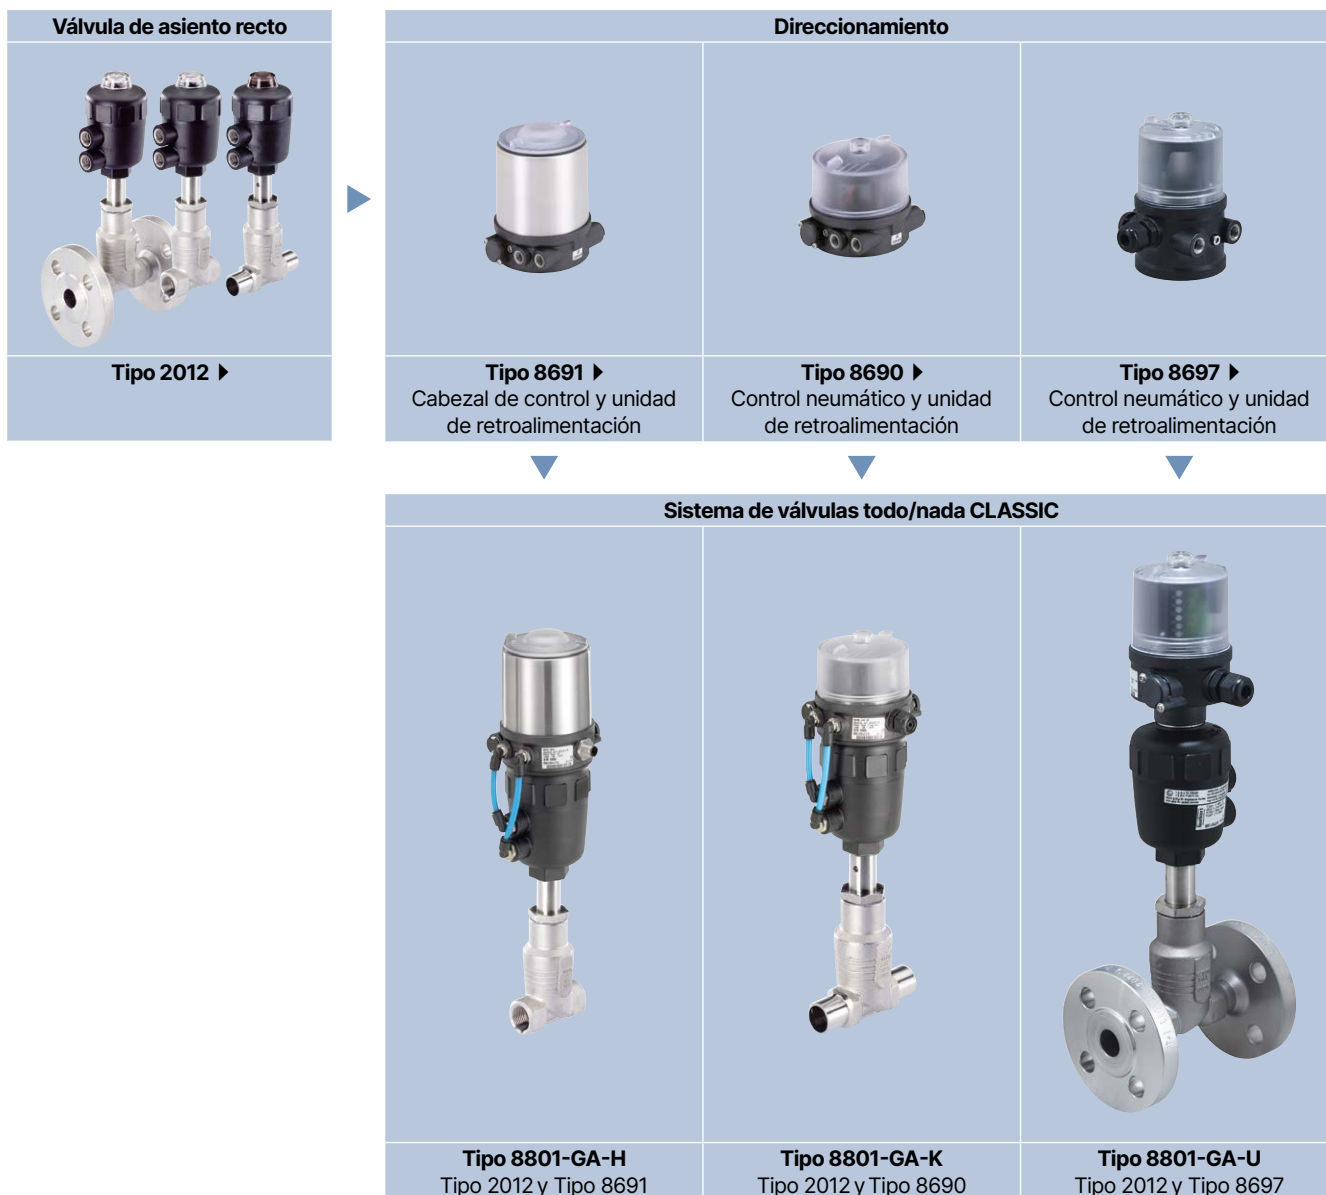 Válvula de asiento recto
Direccionamiento
Tipo 2012
Tipo 8691
Cabezal de control y unidad
de retroalimentación
Tipo 8690
Control neumático y unidad
de retroalimentación
Tipo 8697
Control neumático y unidad
de retroalimentación
Sistema de válvulas todo/nada CLASSIC
Tipo 8801-GA-H
Tipo 2012 y Tipo 8691
Tipo 8801-GA-K
Tipo 2012 y Tipo 8690
Tipo 8801-GA-U
Tipo 2012 y Tipo 8697